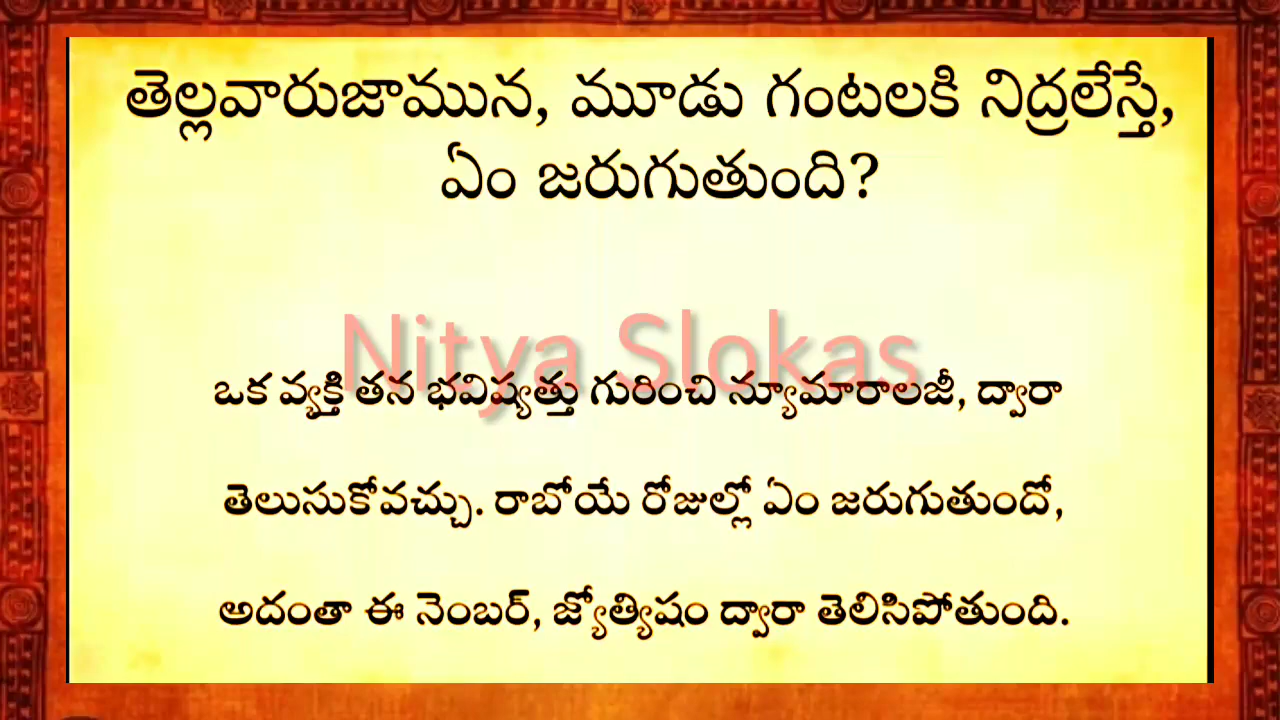 తెల్లవారుజామున, మూడు గంటలకి నిద్రలేస్తే,
ఏం జరుగుతుంది?
Nitya Slokas
ఒక వ్యక్తి తన భవిష్యత్తు గురించి న్యూమారాలజీ, ద్వారా
తెలుసుకోవచ్చు. రాబోయే రోజుల్లో ఏం జరుగుతుందో,
అదంతా ఈ నెంబర్, జ్యోత్యిషం ద్వారా తెలిసిపోతుంది.